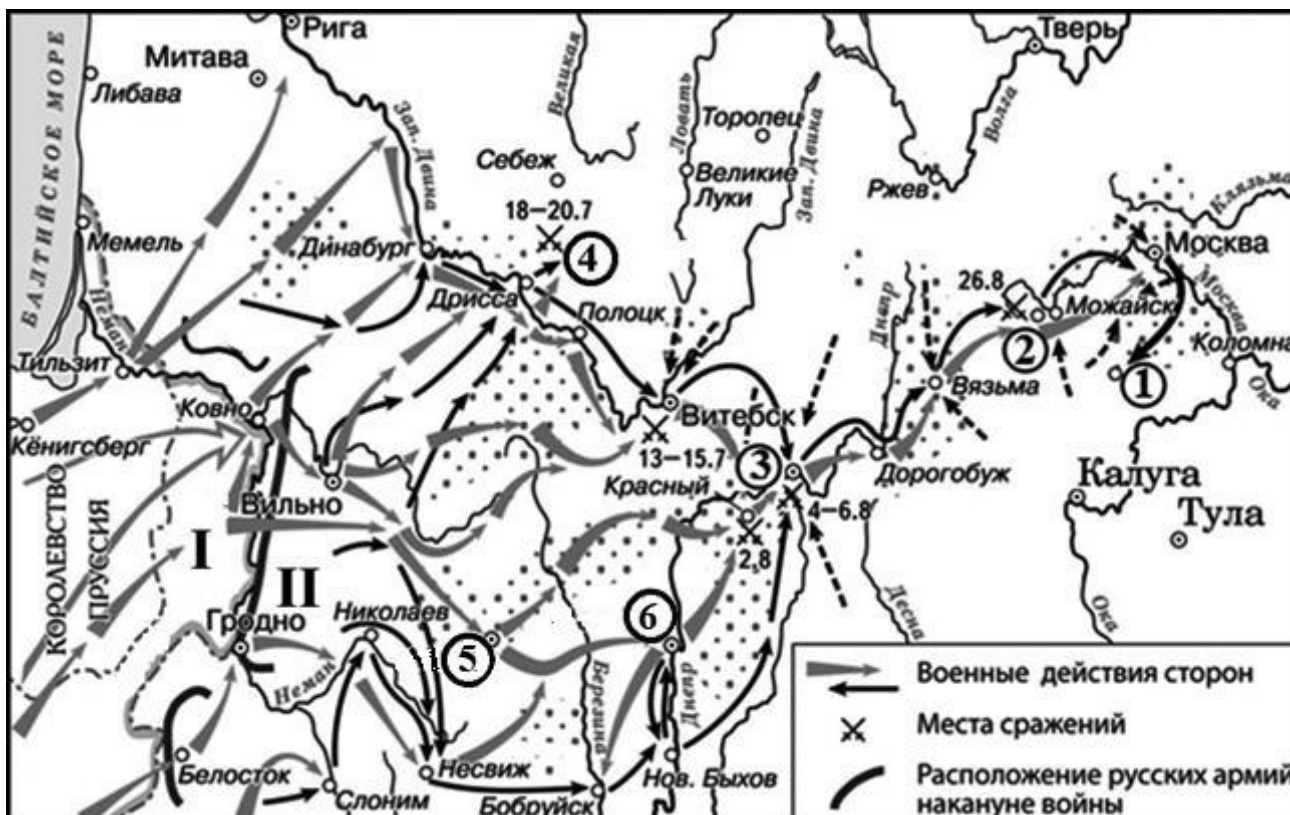 Рига
Тверь
Митава
Либава
БАЛТИЙСКОЕ МОРЕ
Великая
Ловать
Торопец
Волга
Зап. Двина
Зап. Двина
Себеж
Великие
Луки
Ржев
Клязьма
18–20.7
Мемель
Динабург
4
Москва
Москва
Неман
Дрисса
Полоцк
Днепр
26.8
Можайск
2
Коломна
Тильзит
1
Ока
Ковно
Витебск
Вязьма
Кёнигсберг
13–15.7
3
Дорогобуж
Вильно
Красный
4–6.8
Калуга
КОРОЛЕВСТВО
ПРУССИЯ
I
II
2.8
Тула
Гродно
Николаев
6
Десна
Ока
5
Неман
Березина
Днепр
Военные действия сторон
Места сражений
Белосток
Несвиж
Нов. Быхов
Слоним
Бобруйск
Расположение русских армий
накануне войны